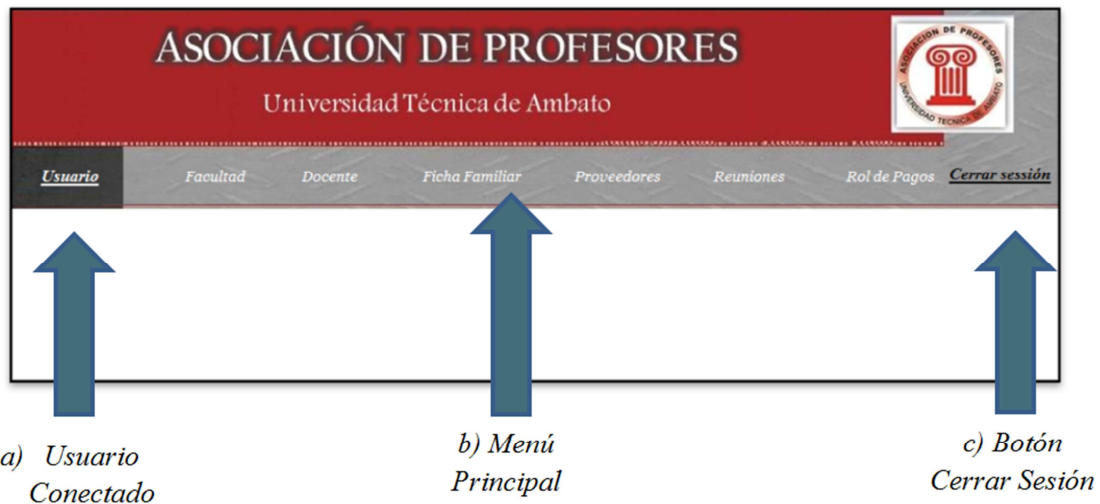 ASOCIACIÓN DE PROFESORES
Universidad Técnica de Ambato
ASOCIACION DE PROFESORES
UNIVERSIDAD TECNICA DE AMBATO
Usuario Facultad Docente Ficha Familiar Proveedores Reuniones Rol de Pagos Cerrar sessión
a) Usuario
Conectado
b) Menú
Principal
c) Botón
Cerrar Sesión